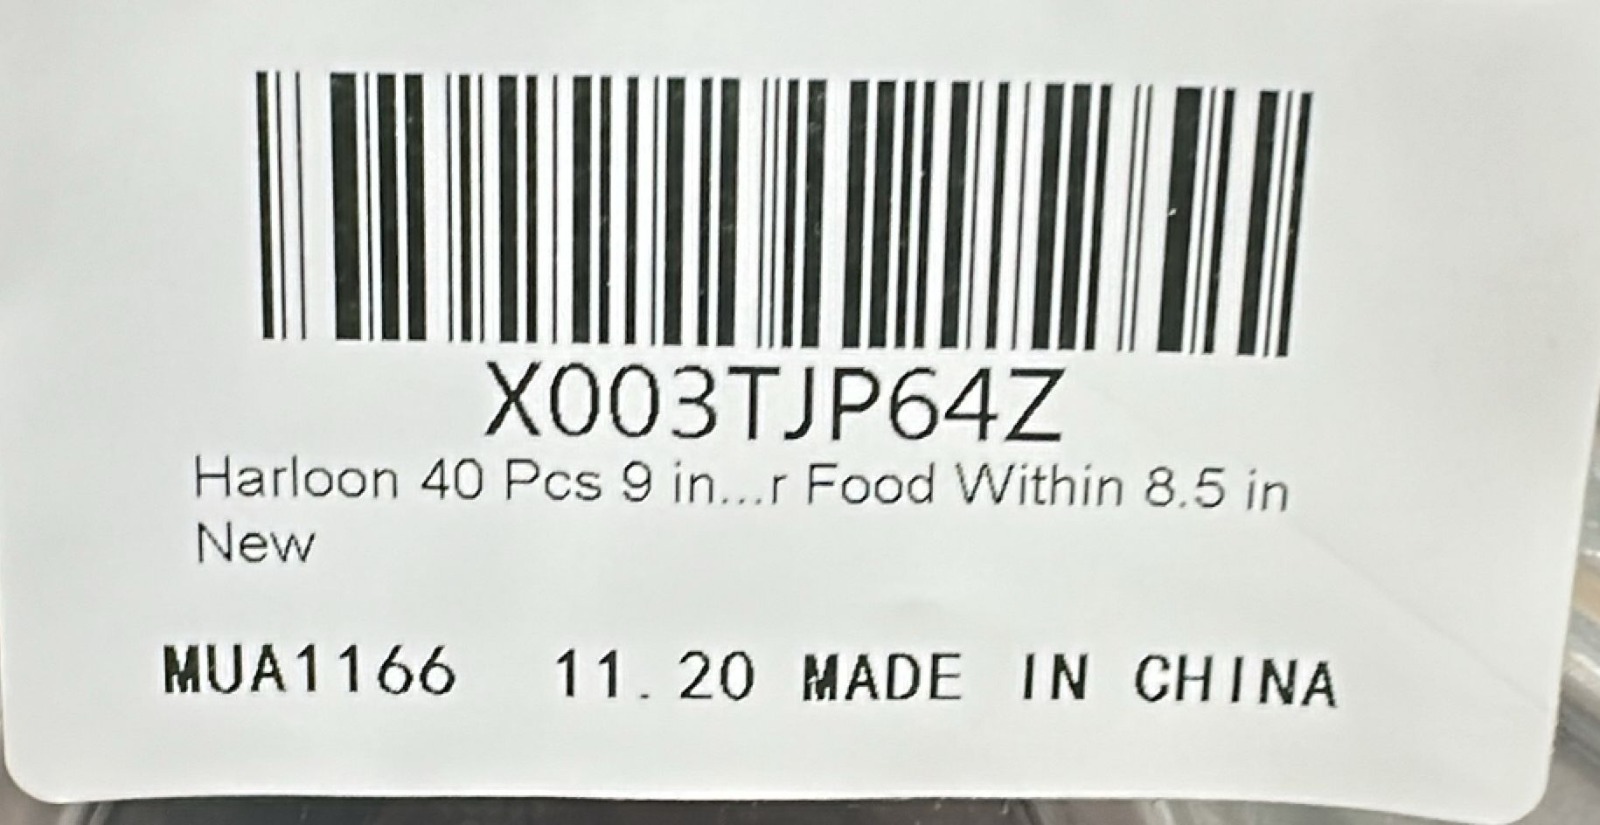 X003TJP64Z
Harloon 40 Pcs 9 in...r Food Within 8.5 in
New
MUA1166 11.20 MADE IN CHINA